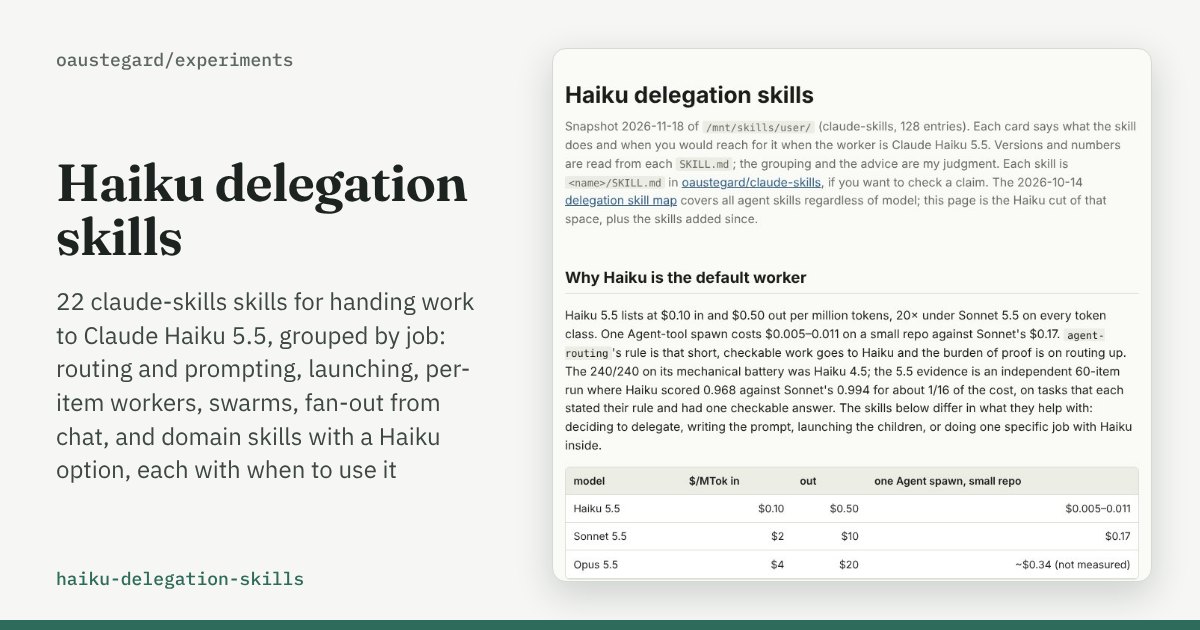 oaustegard/experiments
Haiku delegation
skills
22 claude-skills skills for handing work
to Claude Haiku 5.5, grouped by job:
routing and prompting, launching, per-
item workers, swarms, fan-out from
chat, and domain skills with a Haiku
option, each with when to use it
haiku-delegation-skills
Haiku delegation skills
Snapshot 2026-11-18 of /mnt/skills/user/ (claude-skills, 128 entries). Each card says what the skill
does and when you would reach for it when the worker is Claude Haiku 5.5. Versions and numbers
are read from each SKILL.md; the grouping and the advice are my judgment. Each skill is
<name>/SKILL.md in oaustegard/claude-skills, if you want to check a claim. The 2026-10-14
delegation skill map covers all agent skills regardless of model; this page is the Haiku cut of that
space, plus the skills added since.
Why Haiku is the default worker
Haiku 5.5 lists at $0.10 in and $0.50 out per million tokens, 20× under Sonnet 5.5 on every token
class. One Agent-tool spawn costs $0.005–0.011 on a small repo against Sonnet's $0.17. agent-
routing's rule is that short, checkable work goes to Haiku and the burden of proof is on routing up.
The 240/240 on its mechanical battery was Haiku 4.5; the 5.5 evidence is an independent 60-item
run where Haiku scored 0.968 against Sonnet's 0.994 for about 1/16 of the cost, on tasks that each
stated their rule and had one checkable answer. The skills below differ in what they help with:
deciding to delegate, writing the prompt, launching the children, or doing one specific job with Haiku
inside.
model $/MTok in out one Agent spawn, small repo
Haiku 5.5 $0.10 $0.50 $0.005–0.011
Sonnet 5.5 $2 $10 $0.17
Opus 5.5 $4 $20 ~$0.34 (not measured)